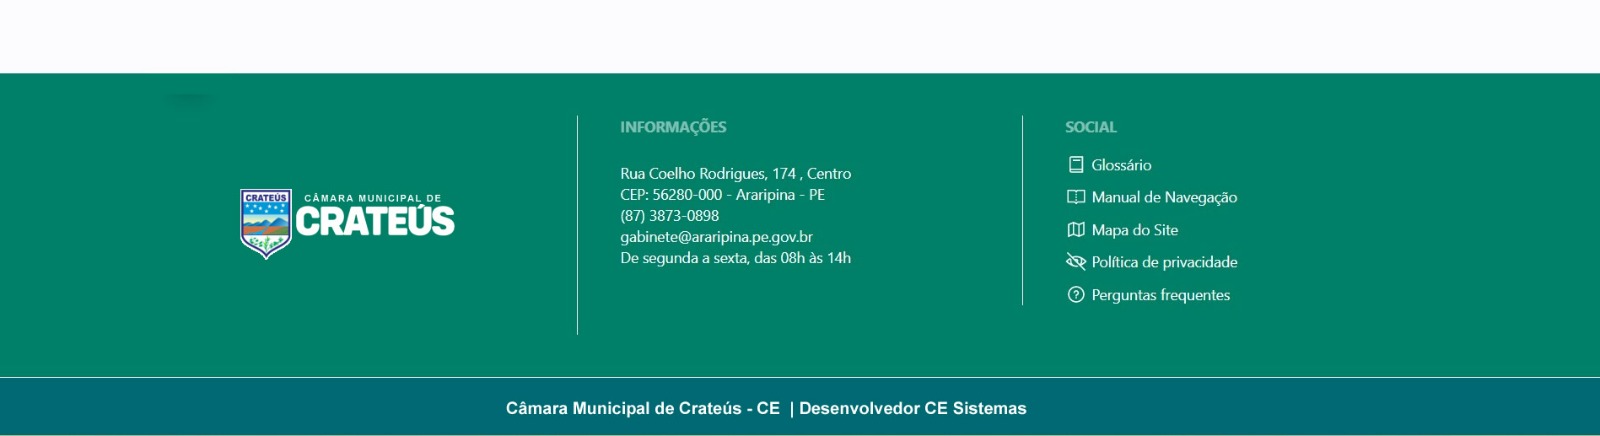 CRATEÚS
CÂMARA MUNICIPAL DE
CRATEÚS
INFORMAÇÕES
Rua Coelho Rodrigues, 174 , Centro
CEP: 56280-000 - Araripina - PE
(87) 3873-0898
gabinete@araripina.pe.gov.br
De segunda a sexta, das 08h às 14h
SOCIAL
Glossário
Manual de Navegação
Mapa do Site
Política de privacidade
Perguntas frequentes
Câmara Municipal de Crateús - CE | Desenvolvedor CE Sistemas